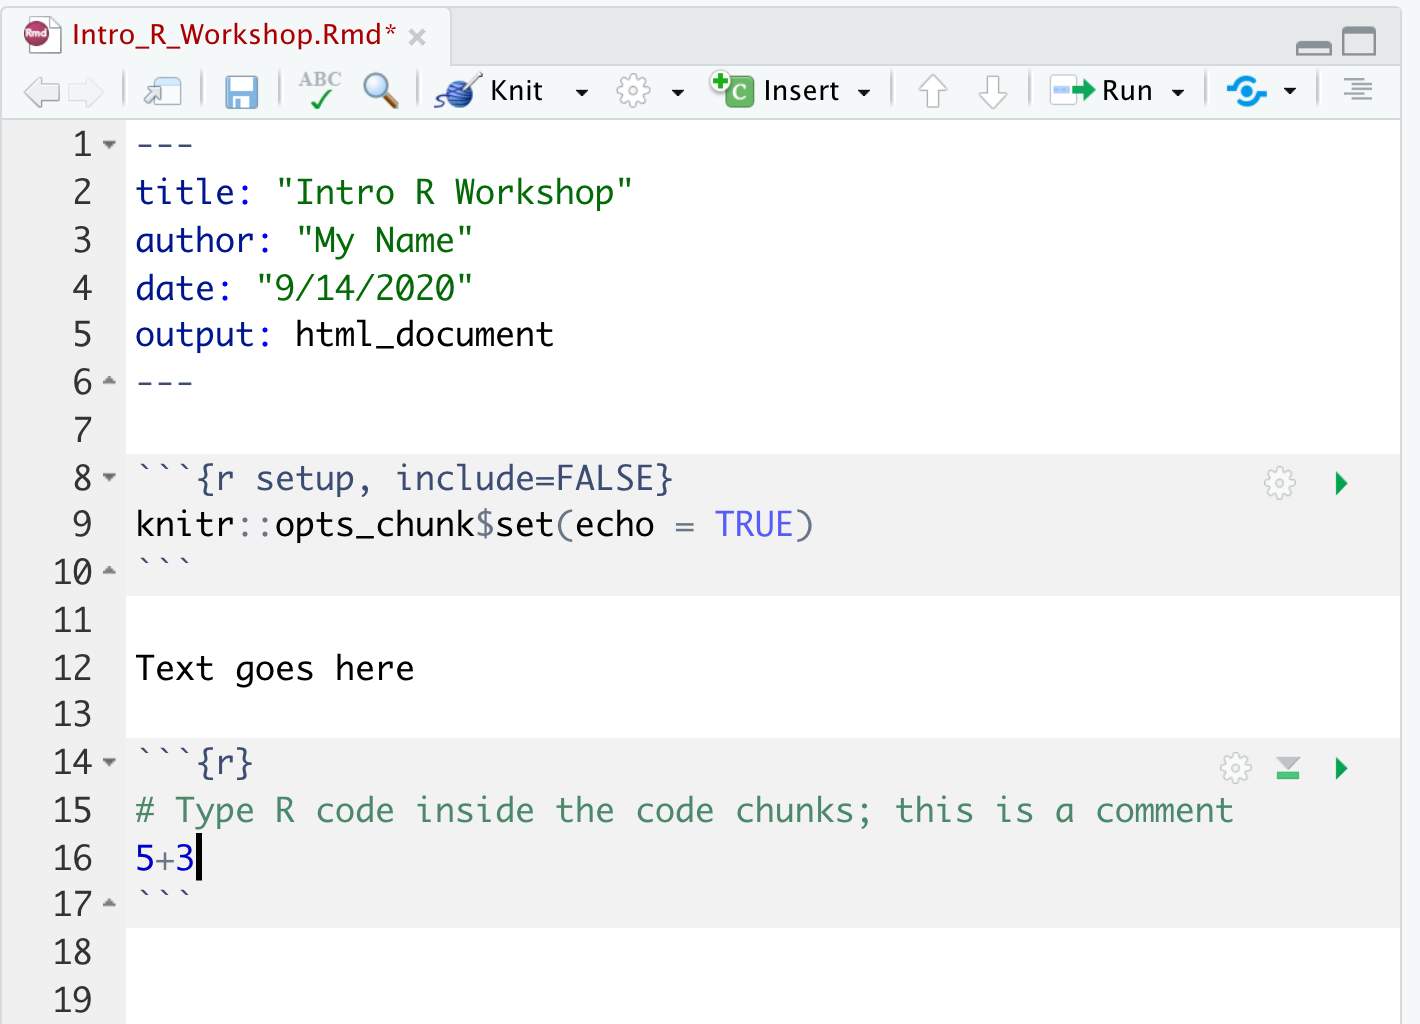 Rmd Intro_R_Workshop.Rmd* ×
ABC Knit C Insert Run
1 ---
2 title: "Intro R Workshop"
3 author: "My Name"
4 date: "9/14/2020"
5 output: html_document
6 ---
7
8 ```{r setup, include=FALSE}
9 knitr::opts_chunk$set(echo = TRUE)
10 ```
11
12 Text goes here
13
14 ```{r}
15 # Type R code inside the code chunks; this is a comment
16 5+3
17 ```
18
19